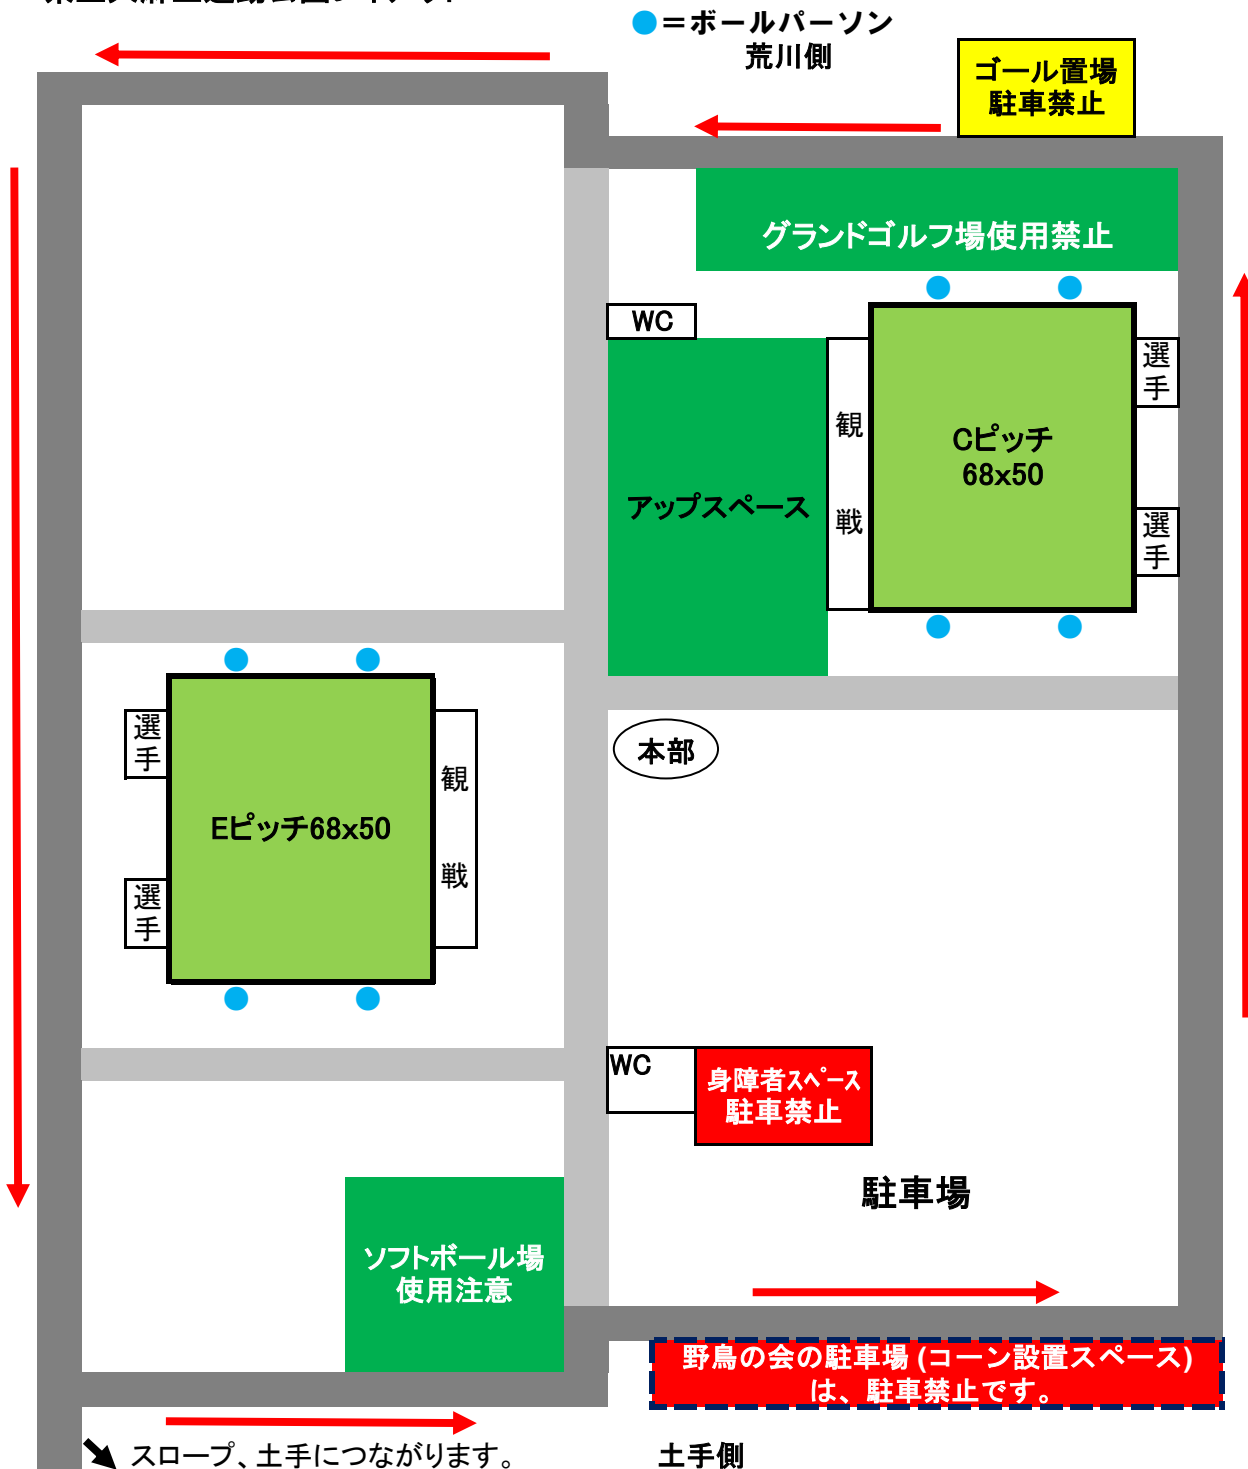 ●＝ボールパーソン
荒川側
ゴール置場
駐車禁止
グランドゴルフ場使用禁止
WC
選手
観戦
Cピッチ
68x50
アップスペース
選手
本部
選手
観戦
Eピッチ68x50
選手
WC
身障者スペース
駐車禁止
駐車場
ソフトボール場
使用注意
野鳥の会の駐車場(コーン設置スペース)
は、駐車禁止です。
スロープ、土手につながります。
土手側